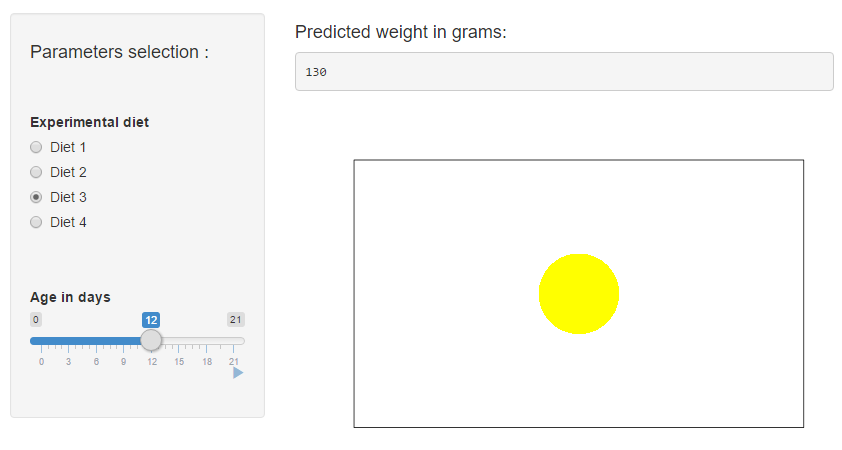 Parameters selection :
Experimental diet
Diet 1
Diet 2
Diet 3
Diet 4
Age in days
0 12 21
0 3 6 9 12 15 18 21
Predicted weight in grams:
130